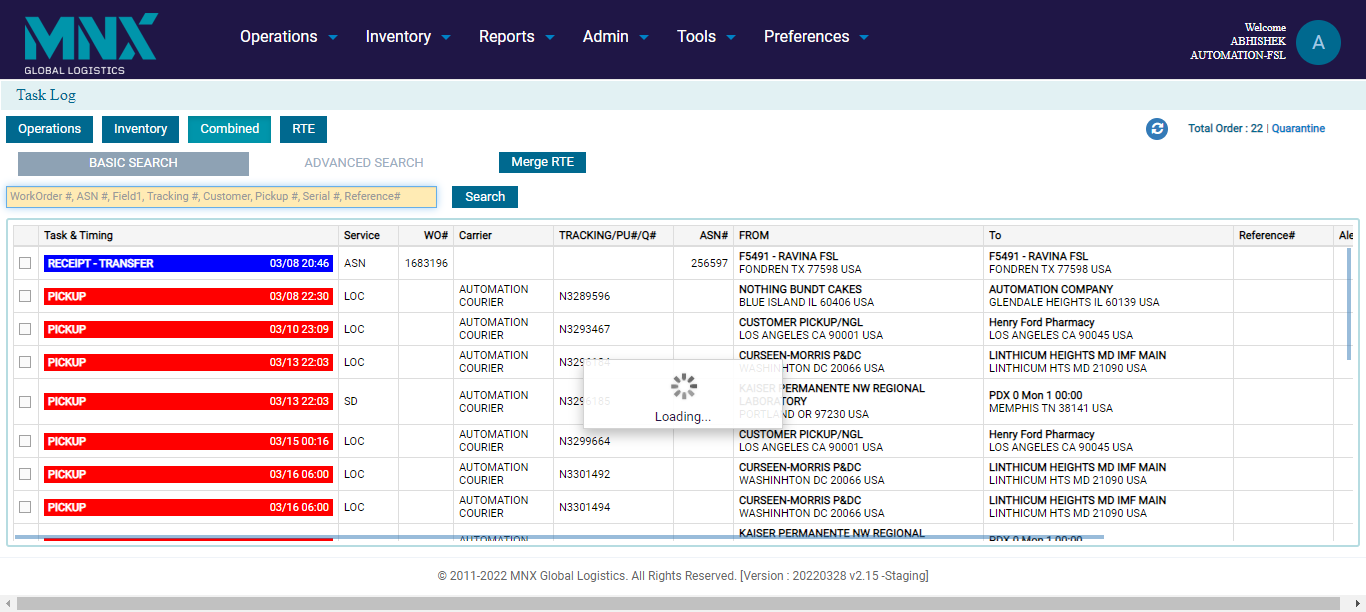 MNX
GLOBAL LOGISTICS
Operations Inventory Reports Admin Tools Preferences
Welcome
ABHISHEK
AUTOMATION-FSL
A
Task Log
Operations Inventory Combined RTE
Total Order : 22 | Quarantine
BASIC SEARCH ADVANCED SEARCH Merge RTE
WorkOrder #, ASN #, Field1, Tracking #, Customer, Pickup #, Serial #, Reference#
Search
Task & Timing Service WO# Carrier TRACKING/PU#/Q# ASN# FROM To Reference# Ale
RECEIPT - TRANSFER 03/08 20:46 ASN 1683196 256597 F5491 - RAVINA FSL F5491 - RAVINA FSL
FONDREN TX 77598 USA FONDREN TX 77598 USA
PICKUP 03/08 22:30 LOC AUTOMATION COURIER N3289596 NOTHING BUNDT CAKES AUTOMATION COMPANY
BLUE ISLAND IL 60406 USA GLENDALE HEIGHTS IL 60139 USA
PICKUP 03/10 23:09 LOC AUTOMATION COURIER N3293467 CUSTOMER PICKUP/NGL Henry Ford Pharmacy
LOS ANGELES CA 90001 USA LOS ANGELES CA 90045 USA
PICKUP 03/13 22:03 LOC AUTOMATION COURIER CURSEEN-MORRIS P&DC LINTHICUM HEIGHTS MD IMF MAIN
WASHINHTON DC 20066 USA LINTHICUM HTS MD 21090 USA
PICKUP 03/13 22:03 SD AUTOMATION COURIER N3296185 KAISER PERMANENTE NW REGIONAL PDX 0 Mon 1 00:00
LABORATORY MEMPHIS TN 38141 USA
PORTLAND OR 97230 USA
Loading...
PICKUP 03/15 00:16 LOC AUTOMATION COURIER N3299664 CUSTOMER PICKUP/NGL Henry Ford Pharmacy
LOS ANGELES CA 90001 USA LOS ANGELES CA 90045 USA
PICKUP 03/16 06:00 LOC AUTOMATION COURIER N3301492 CURSEEN-MORRIS P&DC LINTHICUM HEIGHTS MD IMF MAIN
WASHINHTON DC 20066 USA LINTHICUM HTS MD 21090 USA
PICKUP 03/16 06:00 LOC AUTOMATION COURIER N3301494 CURSEEN-MORRIS P&DC LINTHICUM HEIGHTS MD IMF MAIN
WASHINHTON DC 20066 USA LINTHICUM HTS MD 21090 USA
AUTOMATION KAISER PERMANENTE NW REGIONAL PDX 0 Mon 1 00:00
© 2011-2022 MNX Global Logistics. All Rights Reserved. [Version : 20220328 v2.15 -Staging]